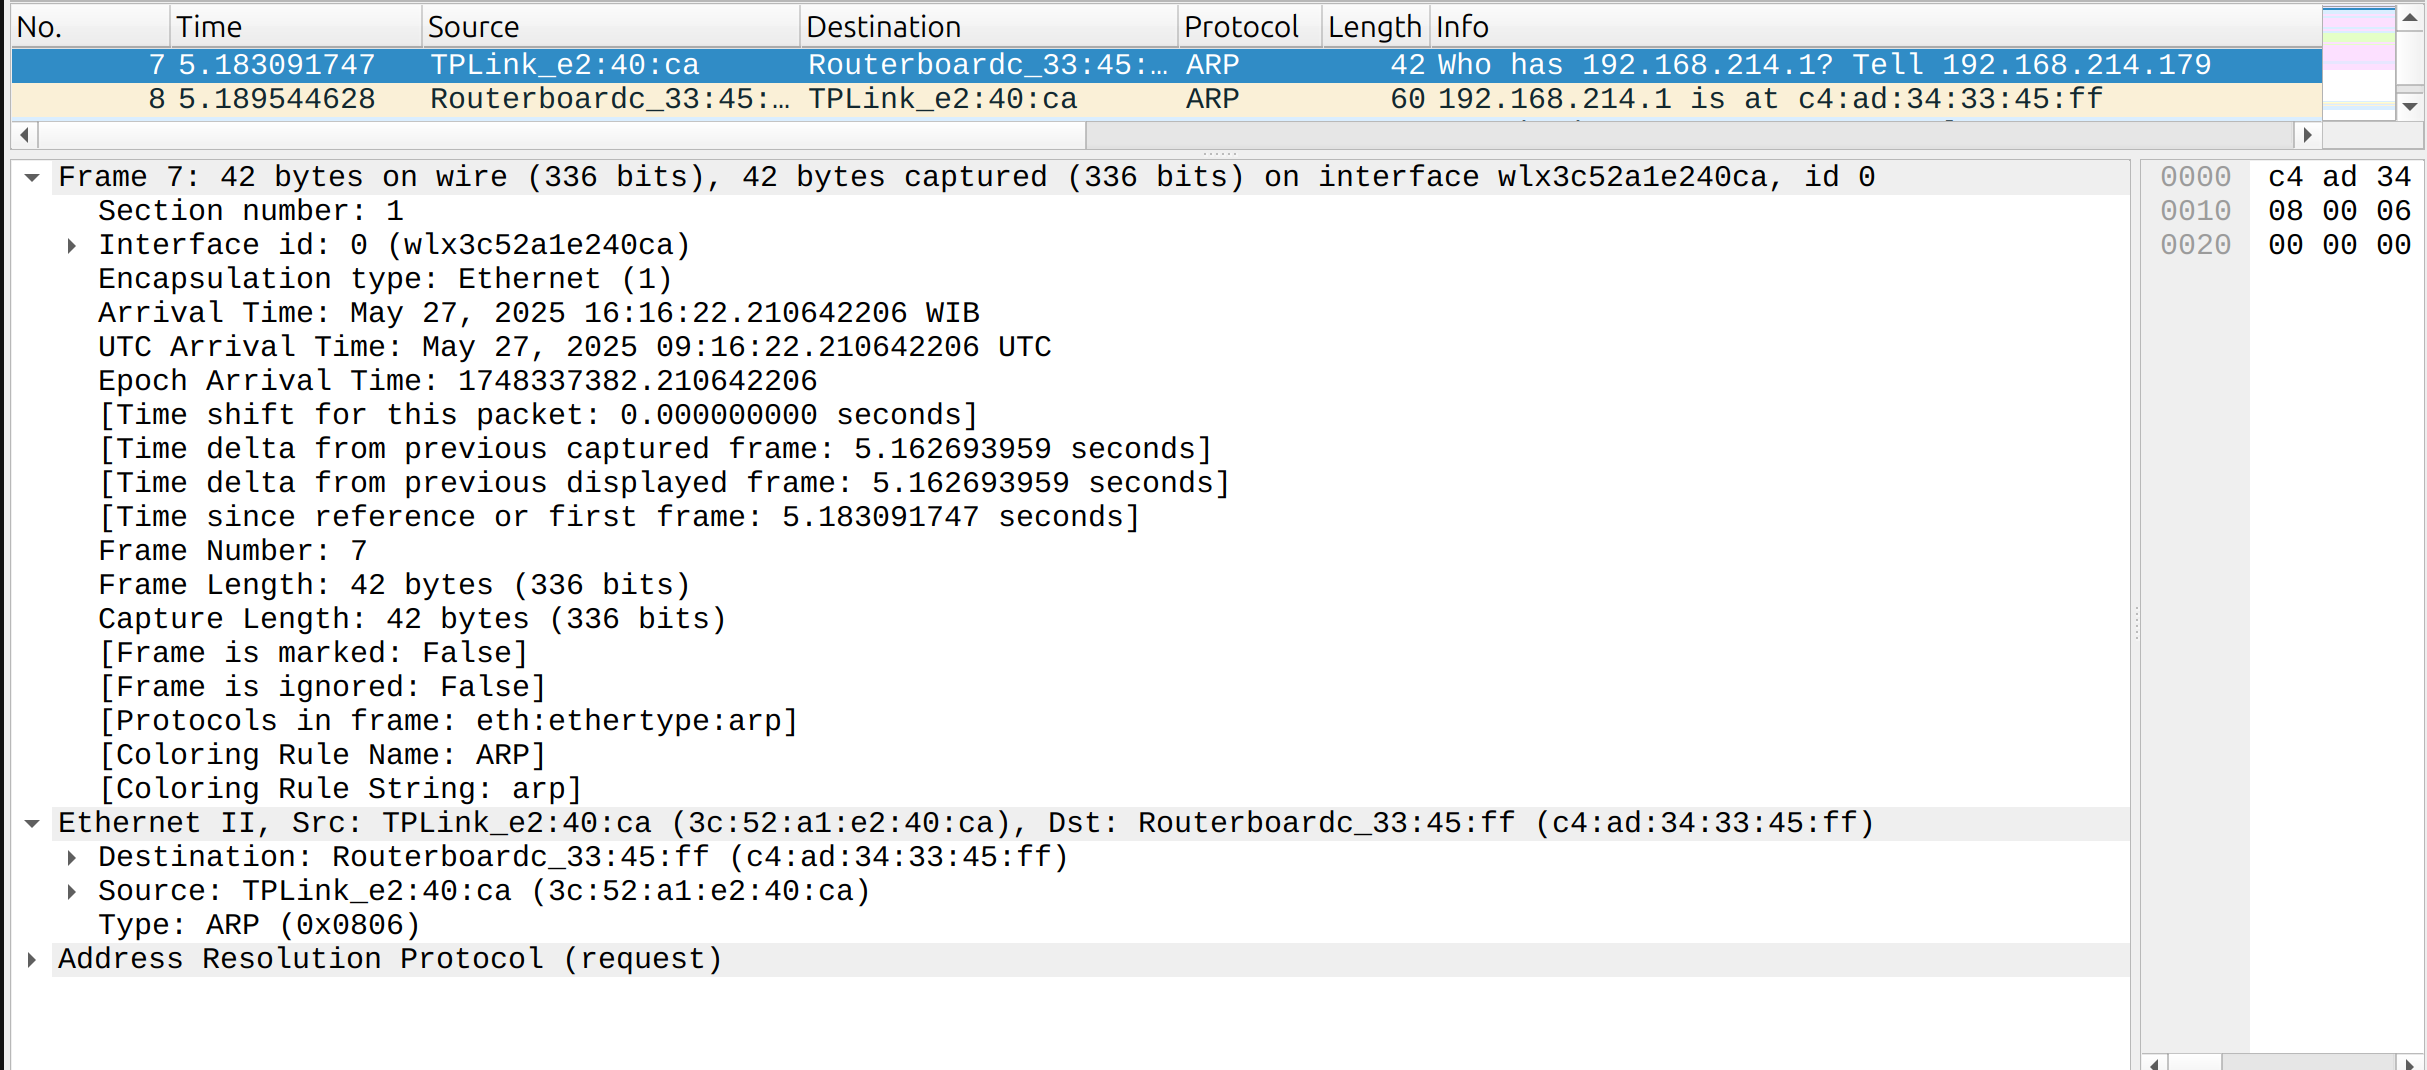 No. Time Source Destination Protocol Length Info
7 5.183091747 TPLink_e2:40:ca Routerboardc_33:45:… ARP 42 Who has 192.168.214.1? Tell 192.168.214.179
8 5.189544628 Routerboardc_33:45:… TPLink_e2:40:ca ARP 60 192.168.214.1 is at c4:ad:34:33:45:ff
Frame 7: 42 bytes on wire (336 bits), 42 bytes captured (336 bits) on interface wlx3c52a1e240ca, id 0
Section number: 1
Interface id: 0 (wlx3c52a1e240ca)
Encapsulation type: Ethernet (1)
Arrival Time: May 27, 2025 16:16:22.210642206 WIB
UTC Arrival Time: May 27, 2025 09:16:22.210642206 UTC
Epoch Arrival Time: 1748337382.210642206
[Time shift for this packet: 0.000000000 seconds]
[Time delta from previous captured frame: 5.162693959 seconds]
[Time delta from previous displayed frame: 5.162693959 seconds]
[Time since reference or first frame: 5.183091747 seconds]
Frame Number: 7
Frame Length: 42 bytes (336 bits)
Capture Length: 42 bytes (336 bits)
[Frame is marked: False]
[Frame is ignored: False]
[Protocols in frame: eth:ethertype:arp]
[Coloring Rule Name: ARP]
[Coloring Rule String: arp]
Ethernet II, Src: TPLink_e2:40:ca (3c:52:a1:e2:40:ca), Dst: Routerboardc_33:45:ff (c4:ad:34:33:45:ff)
Destination: Routerboardc_33:45:ff (c4:ad:34:33:45:ff)
Source: TPLink_e2:40:ca (3c:52:a1:e2:40:ca)
Type: ARP (0x0806)
Address Resolution Protocol (request)
0000 c4 ad 34
0010 08 00 06
0020 00 00 00